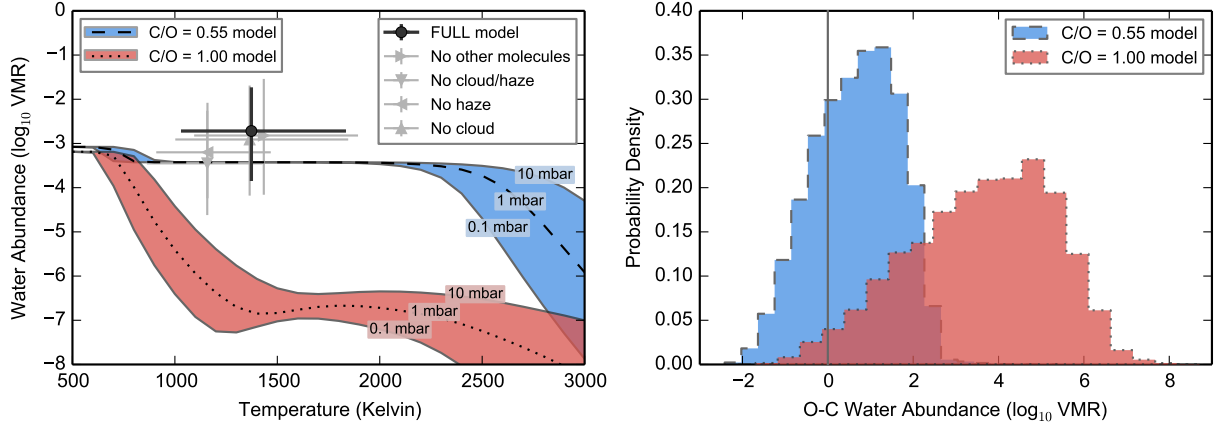 C/O = 0.55 model
C/O = 1.00 model
FULL model
No other molecules
No cloud/haze
No haze
No cloud
10 mbar
1 mbar
0.1 mbar
10 mbar
1 mbar
0.1 mbar
0
−1
−2
−3
−4
−5
−6
−7
−8
500
1000
1500
2000
2500
3000
Temperature (Kelvin)
Water Abundance (log10 VMR)
C/O = 0.55 model
C/O = 1.00 model
0.40
0.35
0.30
0.25
0.20
0.15
0.10
0.05
0.00
−2
0
2
4
6
8
O-C Water Abundance (log10 VMR)
Probability Density